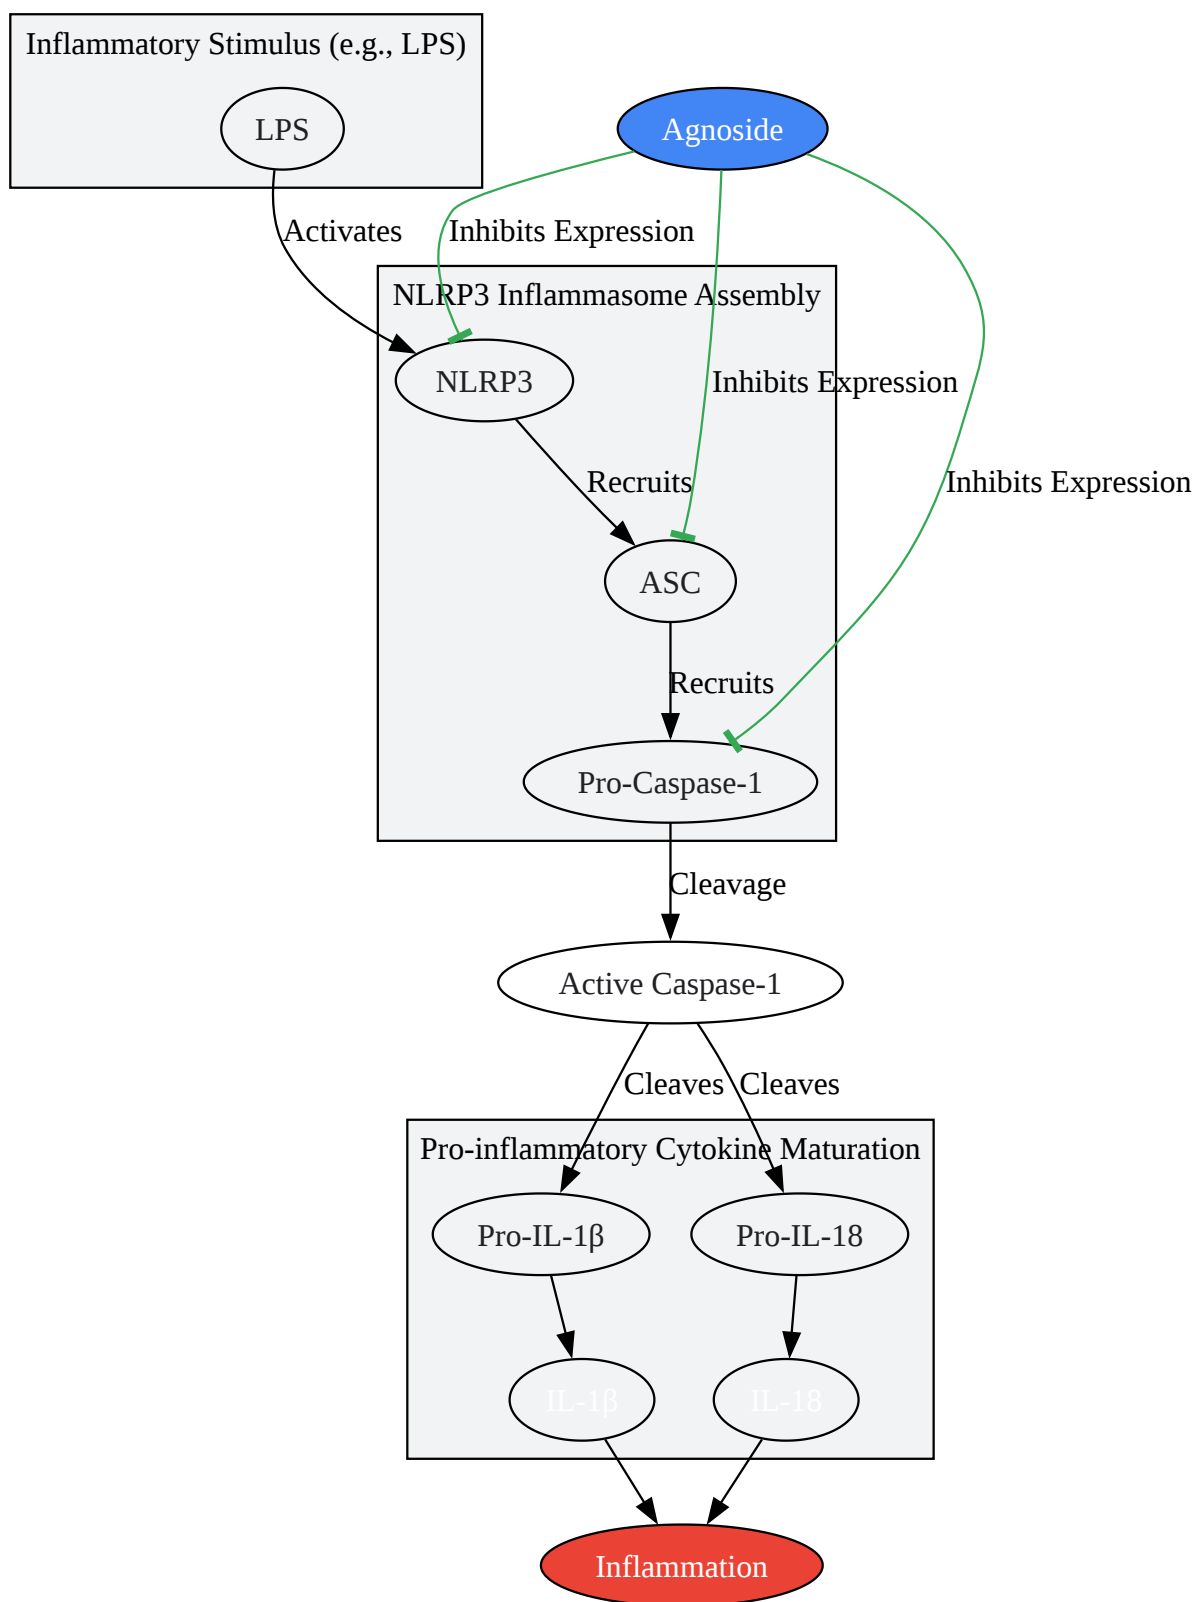 Inflammatory Stimulus (e.g., LPS)
LPS
Agnoside
Activates
Inhibits Expression
NLRP3 Inflammasome Assembly
NLRP3
Inhibits Expression
Recruits
Inhibits Expression
ASC
Recruits
Pro-Caspase-1
Cleavage
Active Caspase-1
Cleaves
Cleaves
Pro-inflammatory Cytokine Maturation
Pro-IL-1β
Pro-IL-18
IL-1β
IL-18
Inflammation